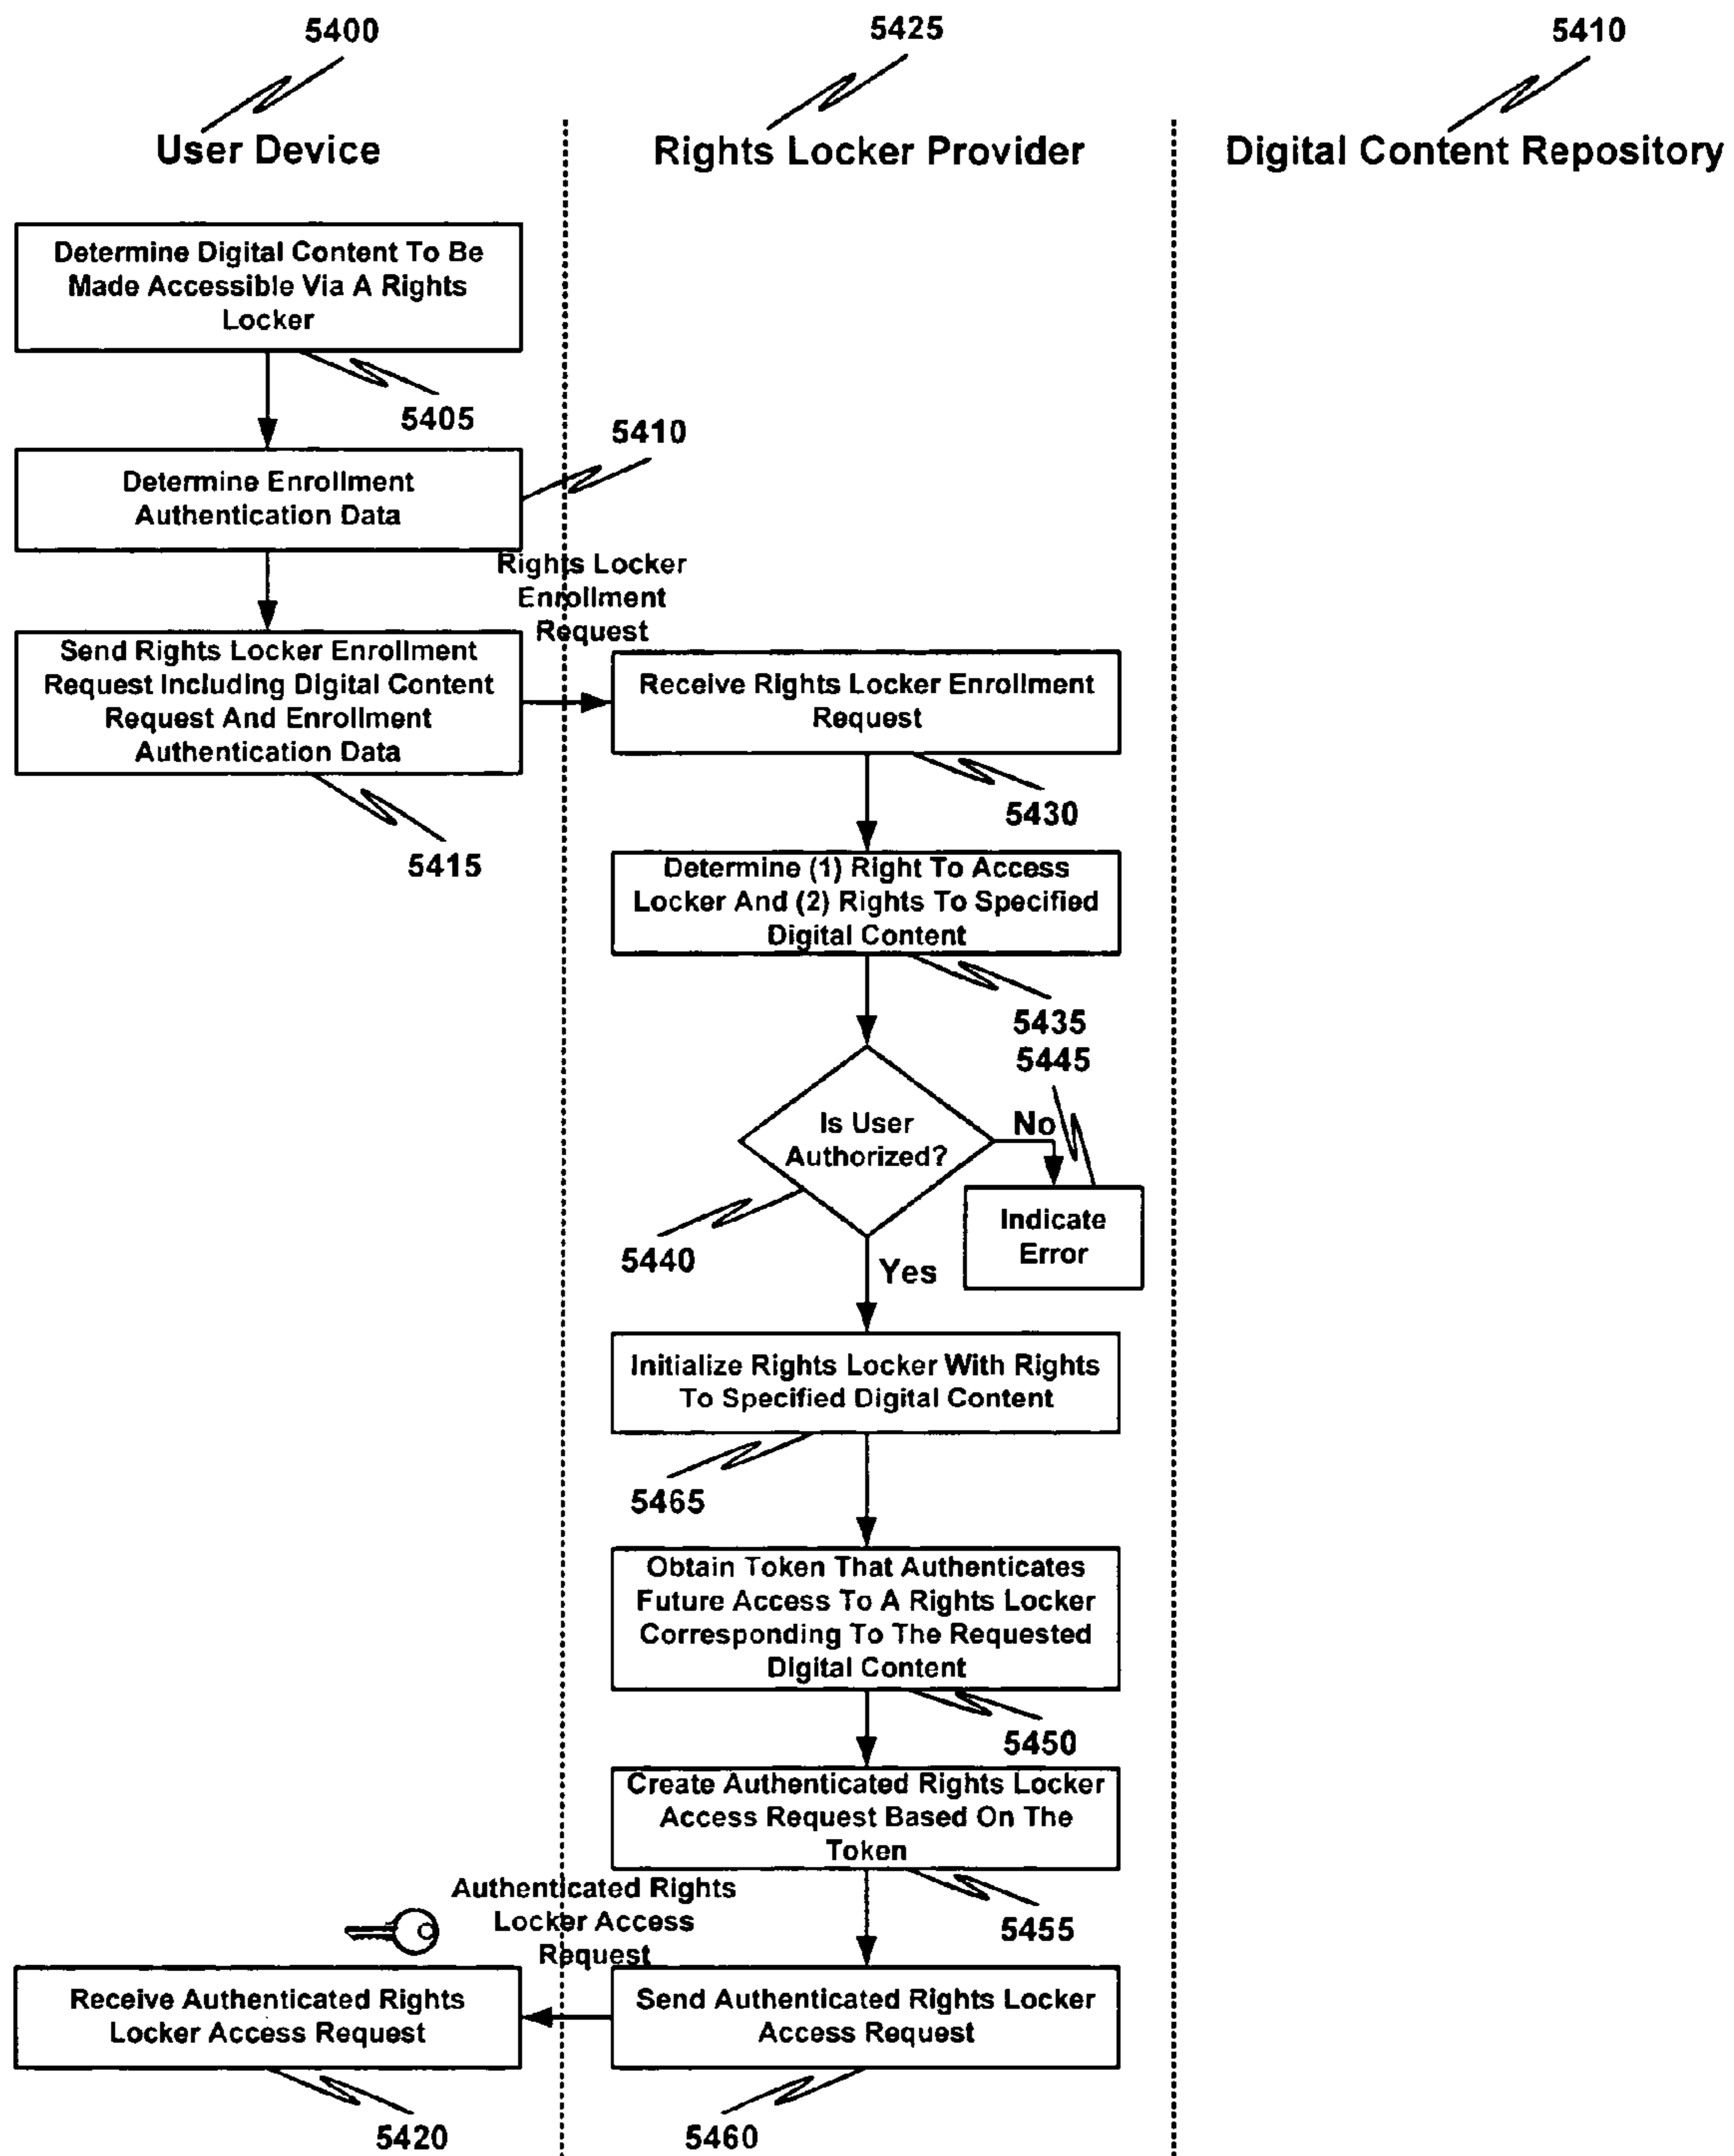 5400
5425
5410
User Device
Rights Locker Provider
Digital Content Repository
Determine Digital Content To Be
Made Accessible Via A Rights
Locker
5405
5410
Determine Enrollment
Authentication Data
Rights Locker
Enrollment
Request
Send Rights Locker Enrollment
Request Including Digital Content
Request And Enrollment
Authentication Data
5415
Receive Rights Locker Enrollment
Request
5430
Determine (1) Right To Access
Locker And (2) Rights To Specified
Digital Content
5435
5445
Is User
Authorized?
No
Indicate
Error
5440
Yes
Initialize Rights Locker With Rights
To Specified Digital Content
5465
Obtain Token That Authenticates
Future Access To A Rights Locker
Corresponding To The Requested
Digital Content
5450
Create Authenticated Rights Locker
Access Request Based On The
Token
5455
Authenticated Rights
Locker Access
Request
Send Authenticated Rights Locker
Access Request
5460
Receive Authenticated Rights
Locker Access Request
5420